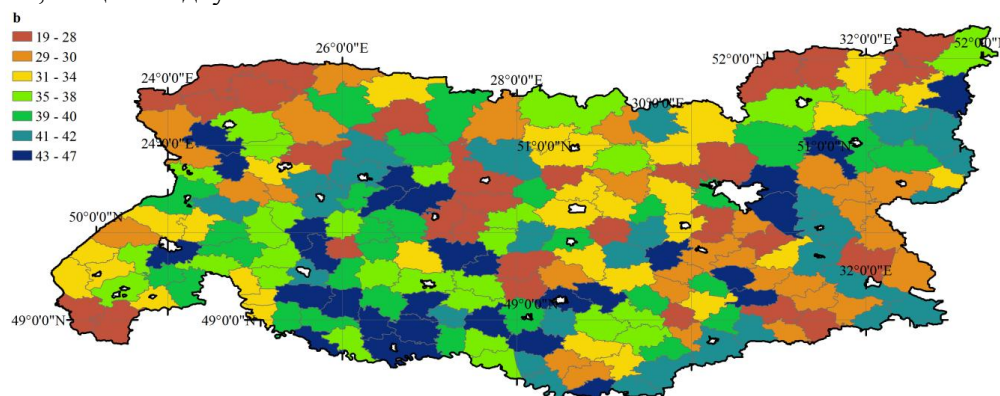 b
19 - 28
29 - 30
31 - 34
35 - 38
39 - 40
41 - 42
43 - 47
32°0'0"E
26°0'0"E
52°0'0"N
52°0'0"N
24°0'0"E
28°0'0"E
30°0'0"E
24°0'0"E
51°0'0"N
51°0'0"N
50°0'0"N
32°0'0"E
49°0'0"N
49°0'0"N
49°0'0"N